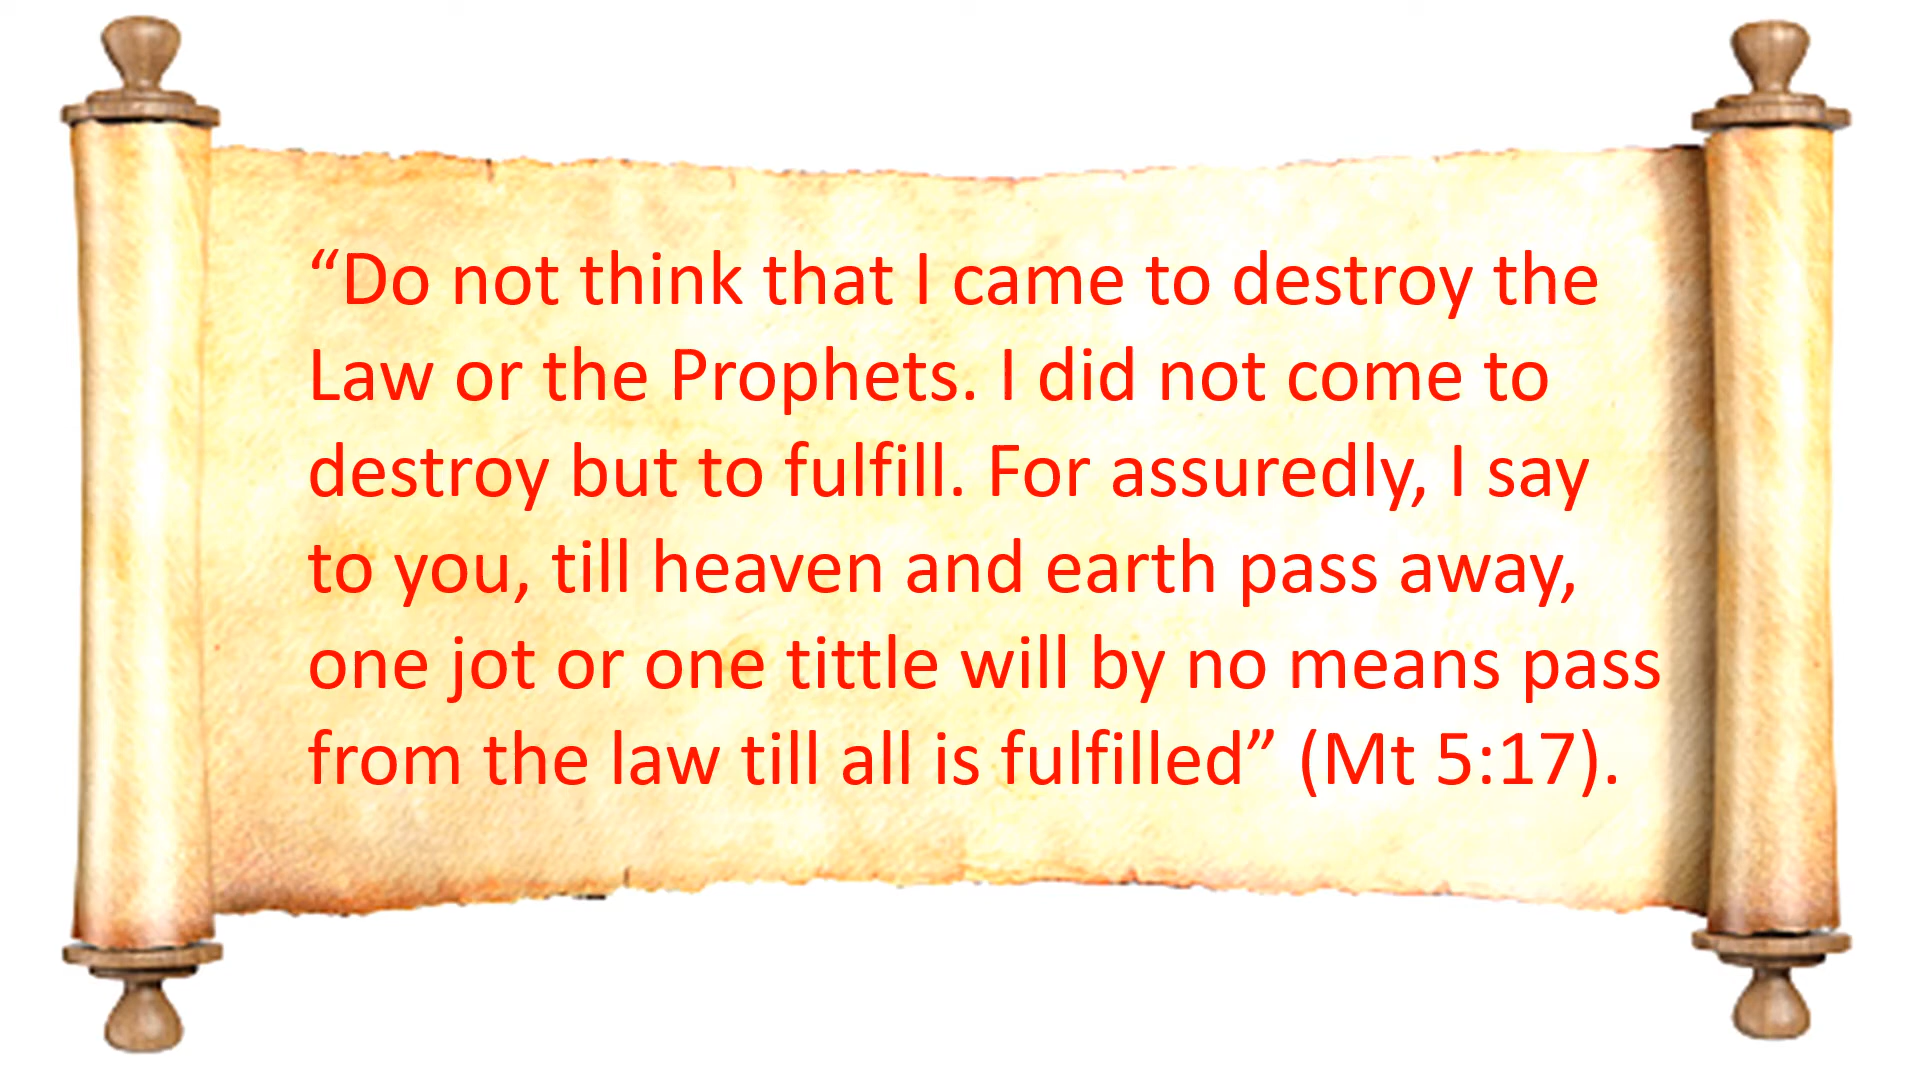 “Do not think that I came to destroy the
Law or the Prophets. I did not come to
destroy but to fulfill. For assuredly, I say
to you, till heaven and earth pass away,
one jot or one tittle will by no means pass
from the law till all is fulfilled” (Mt 5:17).